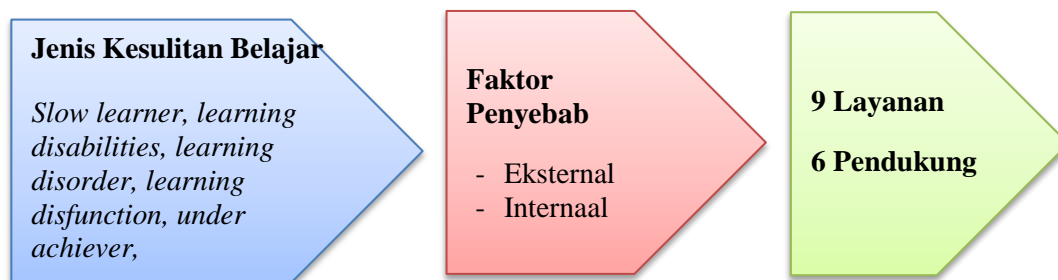 Jenis Kesulitan Belajar
Slow learner, learning
disabilities, learning
disorder, learning
disfunction, under
achiever,
Faktor
Penyebab
- Eksternal
- Internaal
9 Layanan
6 Pendukung